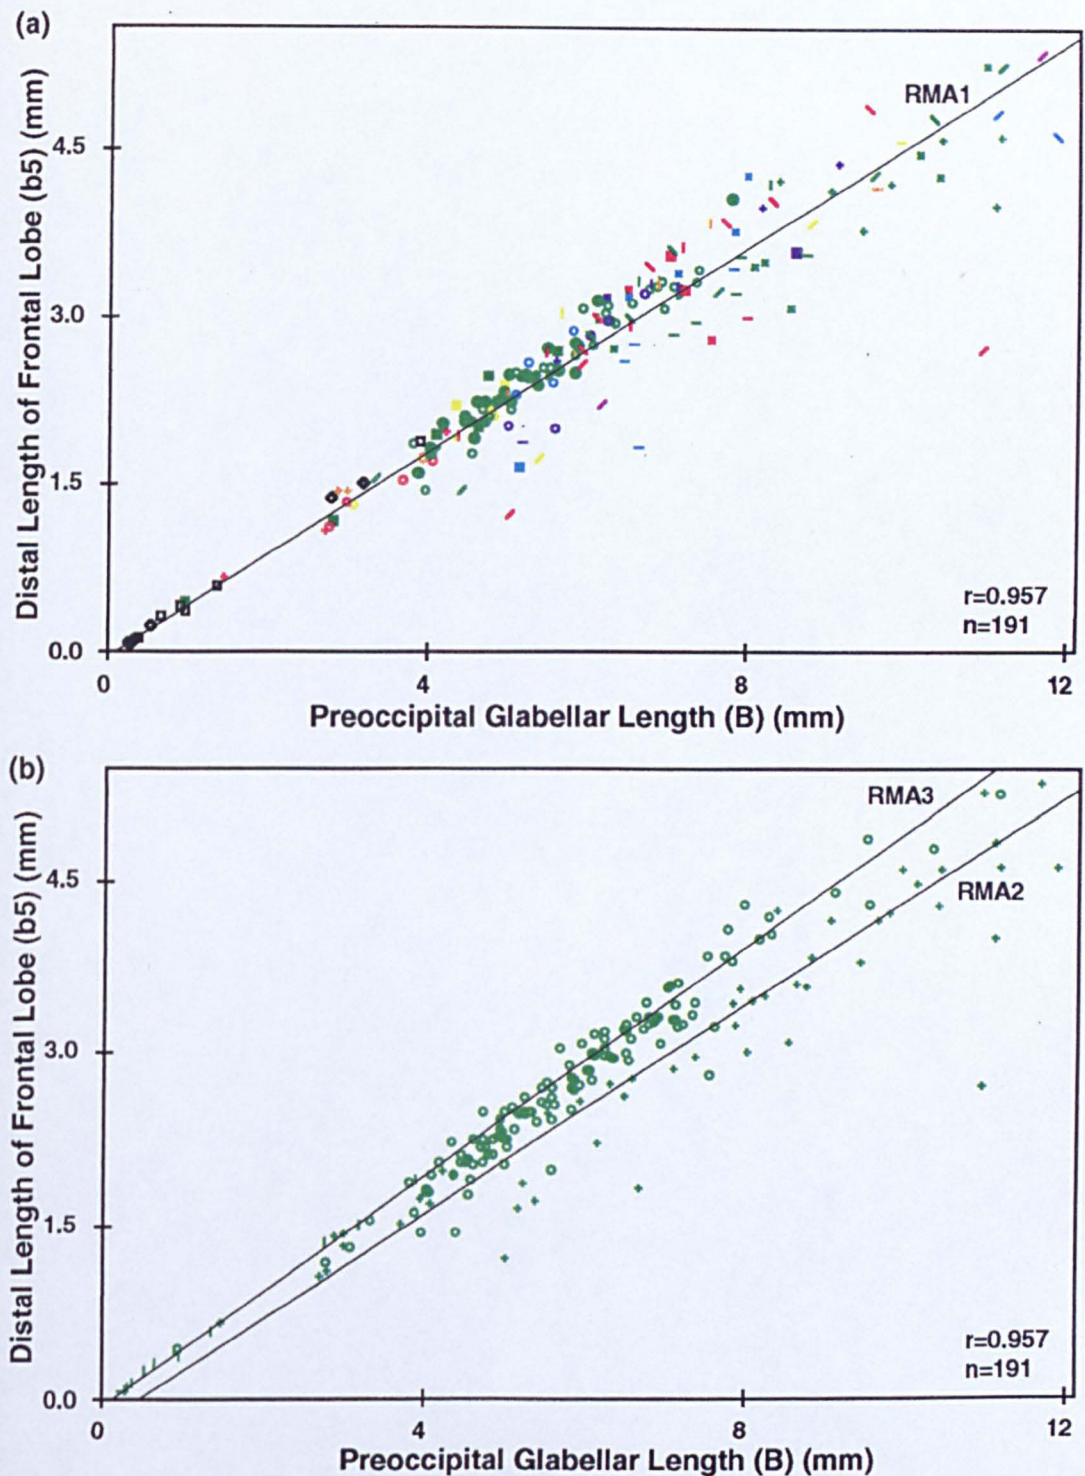 (a)
Distal Length of Frontal Lobe (b5) (mm)
4.5
3.0
1.5
0.0
RMA1
r=0.957
n=191
0 4 8 12
Preoccipital Glabellar Length (B) (mm)
(b)
Distal Length of Frontal Lobe (b5) (mm)
4.5
3.0
1.5
0.0
RMA3
RMA2
r=0.957
n=191
0 4 8 12
Preoccipital Glabellar Length (B) (mm)